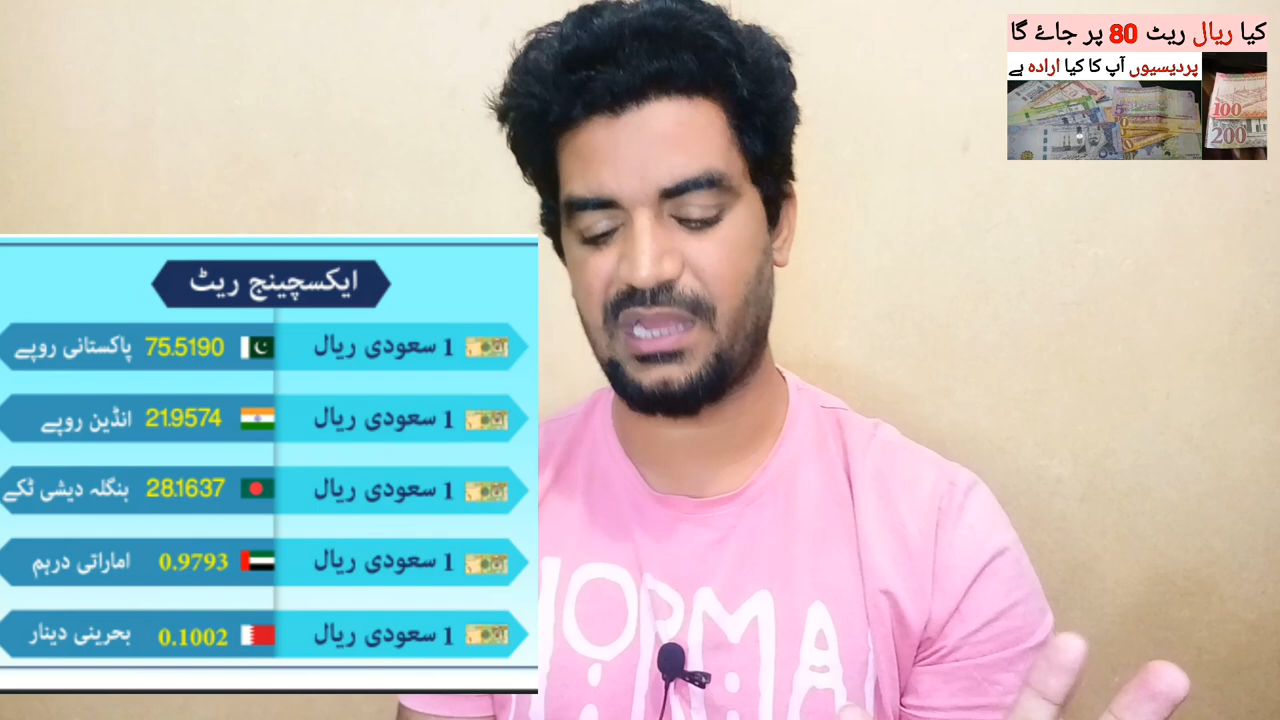 کیا ریال ریٹ 80 پر جائے گا
پردیسیوں آپ کا کیا ارادہ ہے
100
200
ایکسچینج ریٹ
1 سعودی ریال 75.5190 پاکستانی روپے
1 سعودی ریال 21.9574 انڈین روپے
1 سعودی ریال 28.1637 بنگلہ دیشی ٹکے
1 سعودی ریال 0.9793 اماراتی درہم
1 سعودی ریال 0.1002 بحرینی دینار